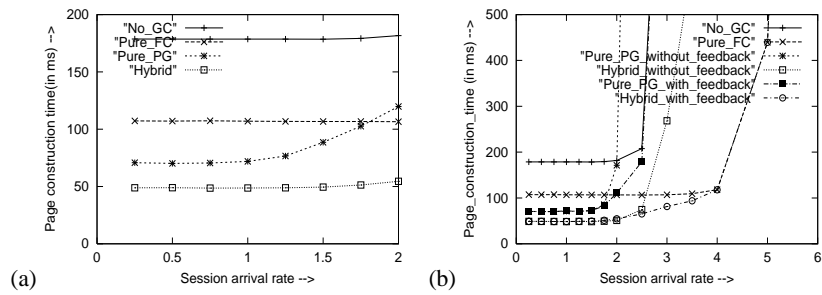 200
150
100
50
0
0
0.5
1
1.5
2
Page construction time(in ms) -->
Session arrival rate -->
"No_GC"
"Pure_FC"
"Pure_PG"
"Hybrid"
(a)
500
400
300
200
100
0
0
1
2
3
4
5
6
Page_construction_time (in ms) -->
Session arrival rate -->
"No_GC"
"Pure_FC"
"Pure_PG_without_feedback"
"Hybrid_without_feedback"
"Pure_PG_with_feedback"
"Hybrid_with_feedback"
(b)